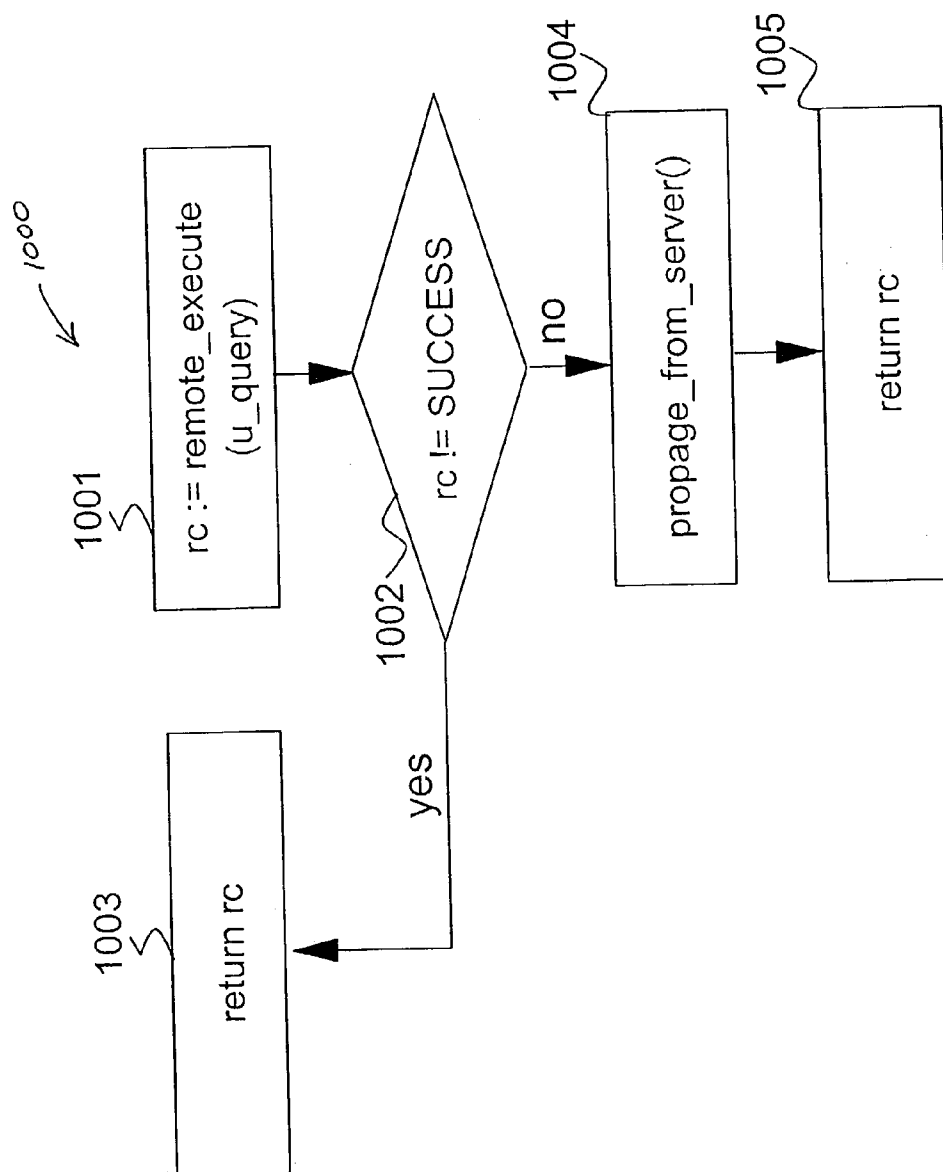 1000
1001
rc := remote_execute
(u_query)
1002
rc != SUCCESS
yes
no
1003
return rc
1004
propage_from_server()
1005
return rc